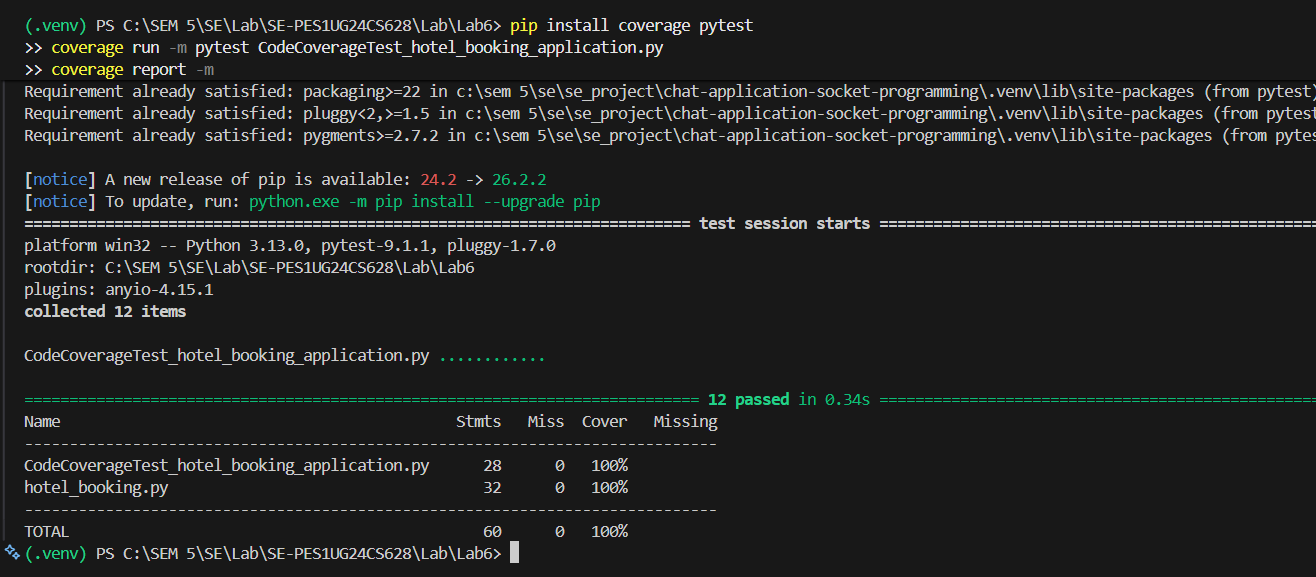 (.venv) PS C:\SEM 5\SE\Lab\SE-PES1UG24CS628\Lab\Lab6> pip install coverage pytest
>> coverage run -m pytest CodeCoverageTest_hotel_booking_application.py
>> coverage report -m
Requirement already satisfied: packaging>=22 in c:\sem 5\se\se_project\chat-application-socket-programming\.venv\lib\site-packages (from pytest)
Requirement already satisfied: pluggy<2,>=1.5 in c:\sem 5\se\se_project\chat-application-socket-programming\.venv\lib\site-packages (from pytest
Requirement already satisfied: pygments>=2.7.2 in c:\sem 5\se\se_project\chat-application-socket-programming\.venv\lib\site-packages (from pytes
[notice] A new release of pip is available: 24.2 -> 26.2.2
[notice] To update, run: python.exe -m pip install --upgrade pip
========================================================================== test session starts =================================================
platform win32 -- Python 3.13.0, pytest-9.1.1, pluggy-1.7.0
rootdir: C:\SEM 5\SE\Lab\SE-PES1UG24CS628\Lab\Lab6
plugins: anyio-4.15.1
collected 12 items
CodeCoverageTest_hotel_booking_application.py ............
=========================================================================== 12 passed in 0.34s =================================================
Name                                            Stmts   Miss  Cover   Missing
-----------------------------------------------------------------------------
CodeCoverageTest_hotel_booking_application.py      28      0   100%
hotel_booking.py                                   32      0   100%
-----------------------------------------------------------------------------
TOTAL                                              60      0   100%
(.venv) PS C:\SEM 5\SE\Lab\SE-PES1UG24CS628\Lab\Lab6>